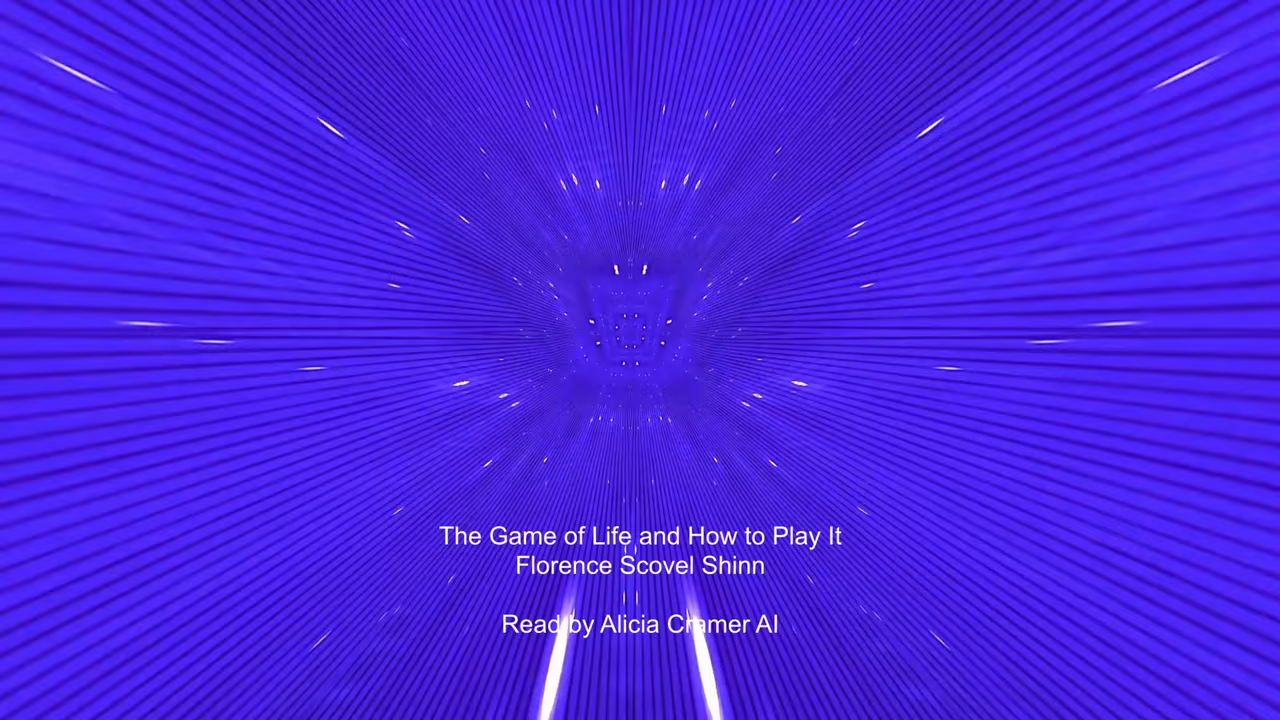 The Game of Life and How to Play It
Florence Scovel Shinn
Read by Alicia Cramer AI